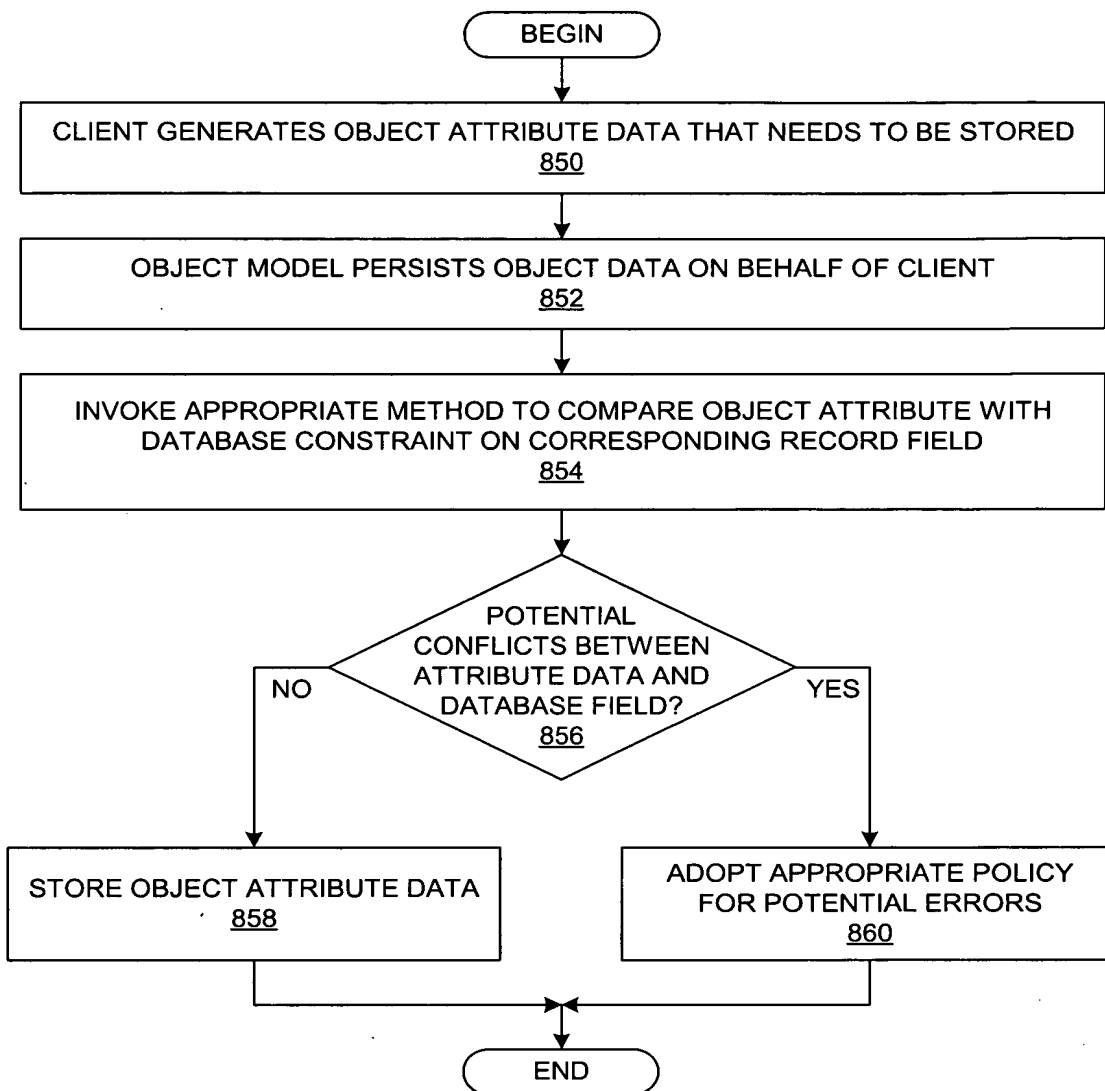 BEGIN
CLIENT GENERATES OBJECT ATTRIBUTE DATA THAT NEEDS TO BE STORED
850
OBJECT MODEL PERSISTS OBJECT DATA ON BEHALF OF CLIENT
852
INVOKE APPROPRIATE METHOD TO COMPARE OBJECT ATTRIBUTE WITH
DATABASE CONSTRAINT ON CORRESPONDING RECORD FIELD
854
POTENTIAL
CONFLICTS BETWEEN
ATTRIBUTE DATA AND
DATABASE FIELD?
856
NO
YES
STORE OBJECT ATTRIBUTE DATA
858
ADOPT APPROPRIATE POLICY
FOR POTENTIAL ERRORS
860
END